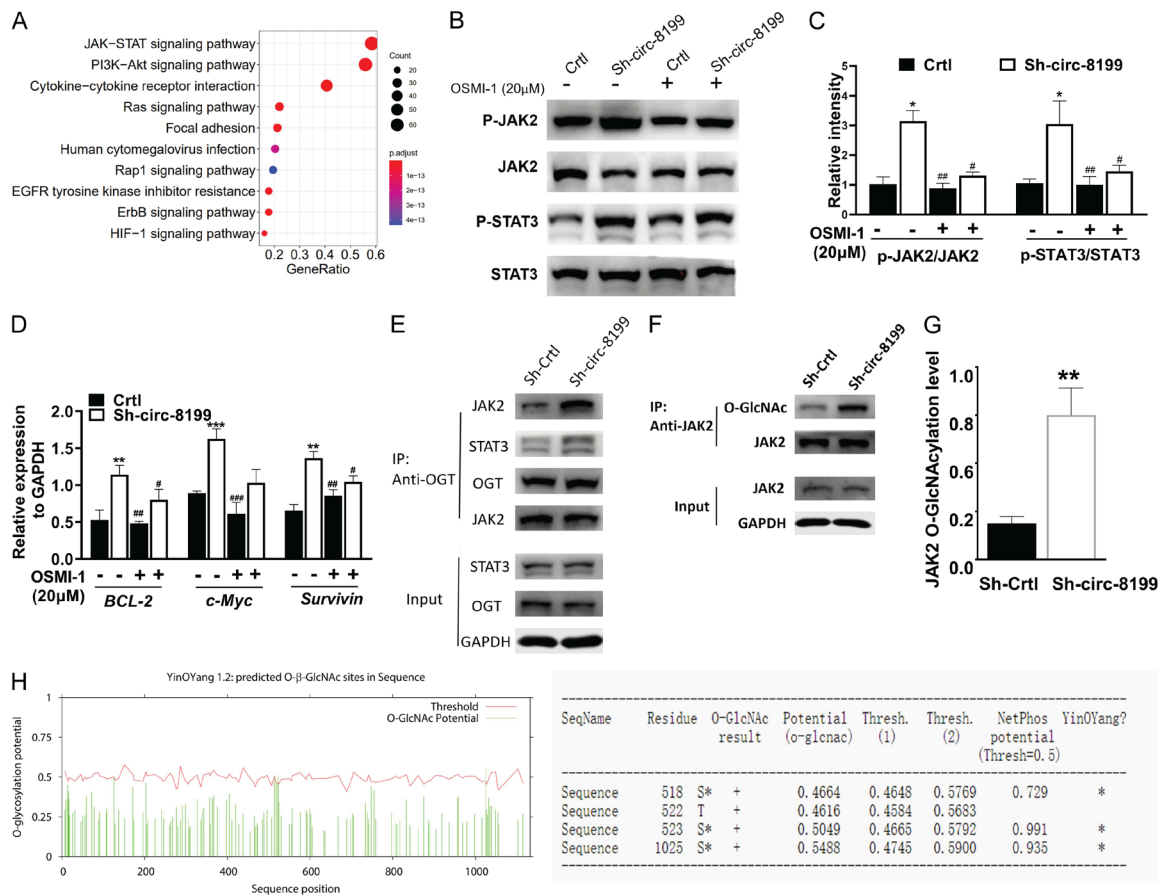 A
JAK−STAT signaling pathway
PI3K−Akt signaling pathway
Cytokine−cytokine receptor interaction
Ras signaling pathway
Focal adhesion
Human cytomegalovirus infection
Rap1 signaling pathway
EGFR tyrosine kinase inhibitor resistance
ErbB signaling pathway
HIF−1 signaling pathway
0.2 0.3 0.4 0.5 0.6
GeneRatio
Count
20
30
40
50
60
p.adjust
1e−13
2e−13
3e−13
4e−13
B
Crtl
Sh-circ-8199
Crtl
Sh-circ-8199
OSMI-1 (20μM) - - + +
P-JAK2
JAK2
P-STAT3
STAT3
C
Crtl
Sh-circ-8199
Relative intensity
5
4
3
2
1
0
* ## # * ## #
OSMI-1 - - + + - - + +
(20μM) p-JAK2/JAK2 p-STAT3/STAT3
D
Crtl
Sh-circ-8199
Relative expression
to GAPDH
2.0
1.5
1.0
0.5
0.0
** ## # *** ### ** ## #
OSMI-1 - - + + - - + + - - + +
(20μM) BCL-2 c-Myc Survivin
E
Sh-Crtl
Sh-circ-8199
IP:
Anti-OGT
JAK2
STAT3
OGT
JAK2
Input
STAT3
OGT
GAPDH
F
Sh-Crtl
Sh-circ-8199
IP:
Anti-JAK2
O-GlcNAc
JAK2
Input
JAK2
GAPDH
G
JAK2 O-GlcNAcylation level
1.0
0.8
0.6
0.2
0.0
**
Sh-Crtl Sh-circ-8199
H
YinOYang 1.2: predicted O-β-GlcNAc sites in Sequence
Threshold
O-GlcNAc Potential
O-glycosylation potential
1
0.75
0.5
0.25
0
0 200 400 600 800 1000
Sequence position
SeqName Residue O-GlcNAc Potential Thresh. Thresh. NetPhos YinOYang?
result (o-glcnac) (1) (2) potential
(Thresh=0.5)
Sequence 518 S* + 0.4664 0.4648 0.5769 0.729 *
Sequence 522 T + 0.4616 0.4584 0.5683
Sequence 523 S* + 0.5049 0.4665 0.5792 0.991 *
Sequence 1025 S* + 0.5488 0.4745 0.5900 0.935 *